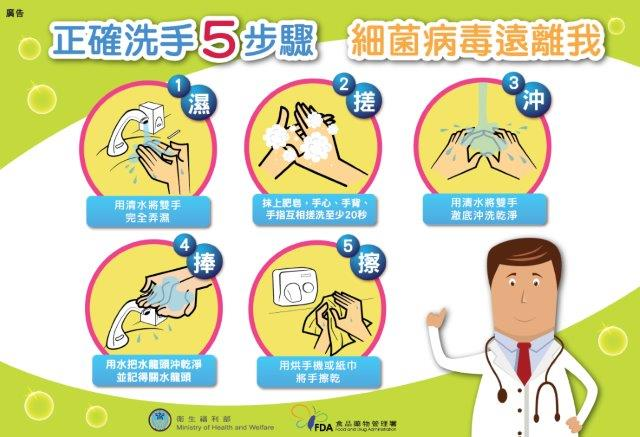 廣告
正確洗手5步驟 細菌病毒遠離我
1 濕
用清水將雙手
完全弄濕
2 搓
抹上肥皂，手心、手背、
手指互相搓洗至少20秒
3 沖
用清水將雙手
澈底沖洗乾淨
4 捧
用水把水龍頭沖乾淨
並記得關水龍頭
5 擦
用烘手機或紙巾
將手擦乾
衛生福利部
Ministry of Health and Welfare
FDA 食品藥物管理署
Food and Drug Administration